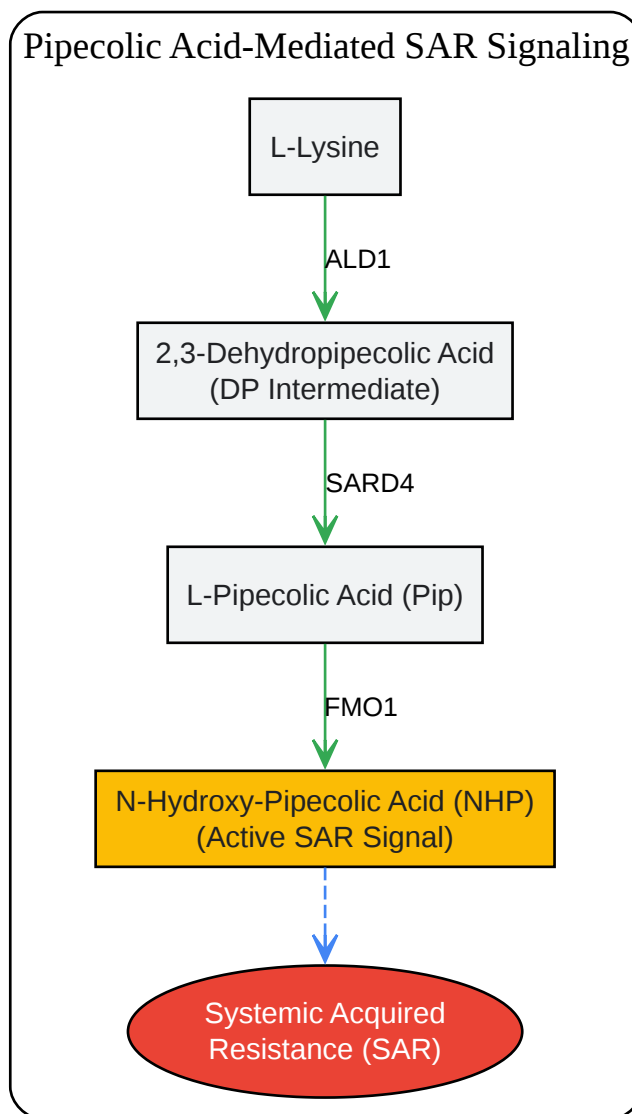 Pipecolic Acid-Mediated SAR Signaling
L-Lysine
ALD1
2,3-Dehydropipecolic Acid
(DP Intermediate)
SARD4
L-Pipecolic Acid (Pip)
FMO1
N-Hydroxy-Pipecolic Acid (NHP)
(Active SAR Signal)
Systemic Acquired
Resistance (SAR)